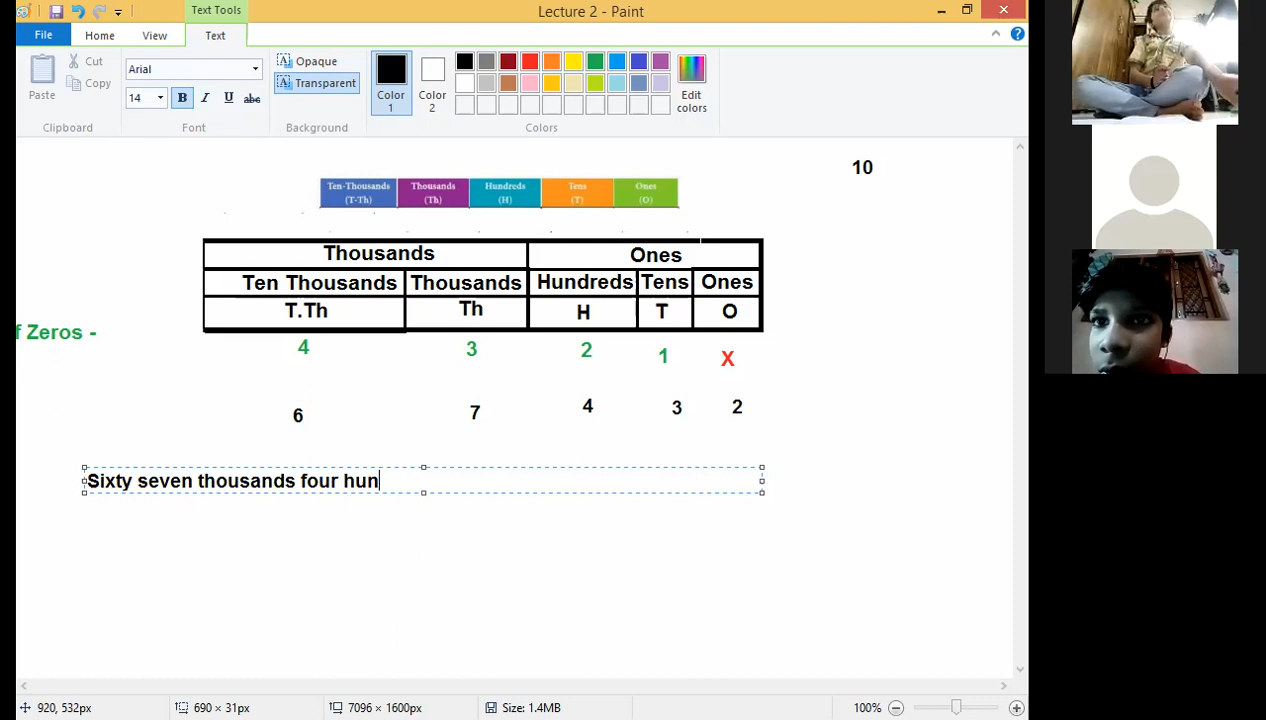 Lecture 2 - Paint
Text Tools
File Home View Text
Paste
Cut
Copy
Clipboard
Arial
14 B I U abc
Font
Opaque
Transparent
Background
Color 1
Color 2
Edit colors
Colors
10
Ten-Thousands (T-Th) Thousands (Th) Hundreds (H) Tens (T) Ones (O)
Thousands Ones
Ten Thousands Thousands Hundreds Tens Ones
T.Th Th H T O
f Zeros -
4 3 2 1 X
6 7 4 3 2
Sixty seven thousands four hun
920, 532px 690 × 31px 7096 × 1600px Size: 1.4MB 100%